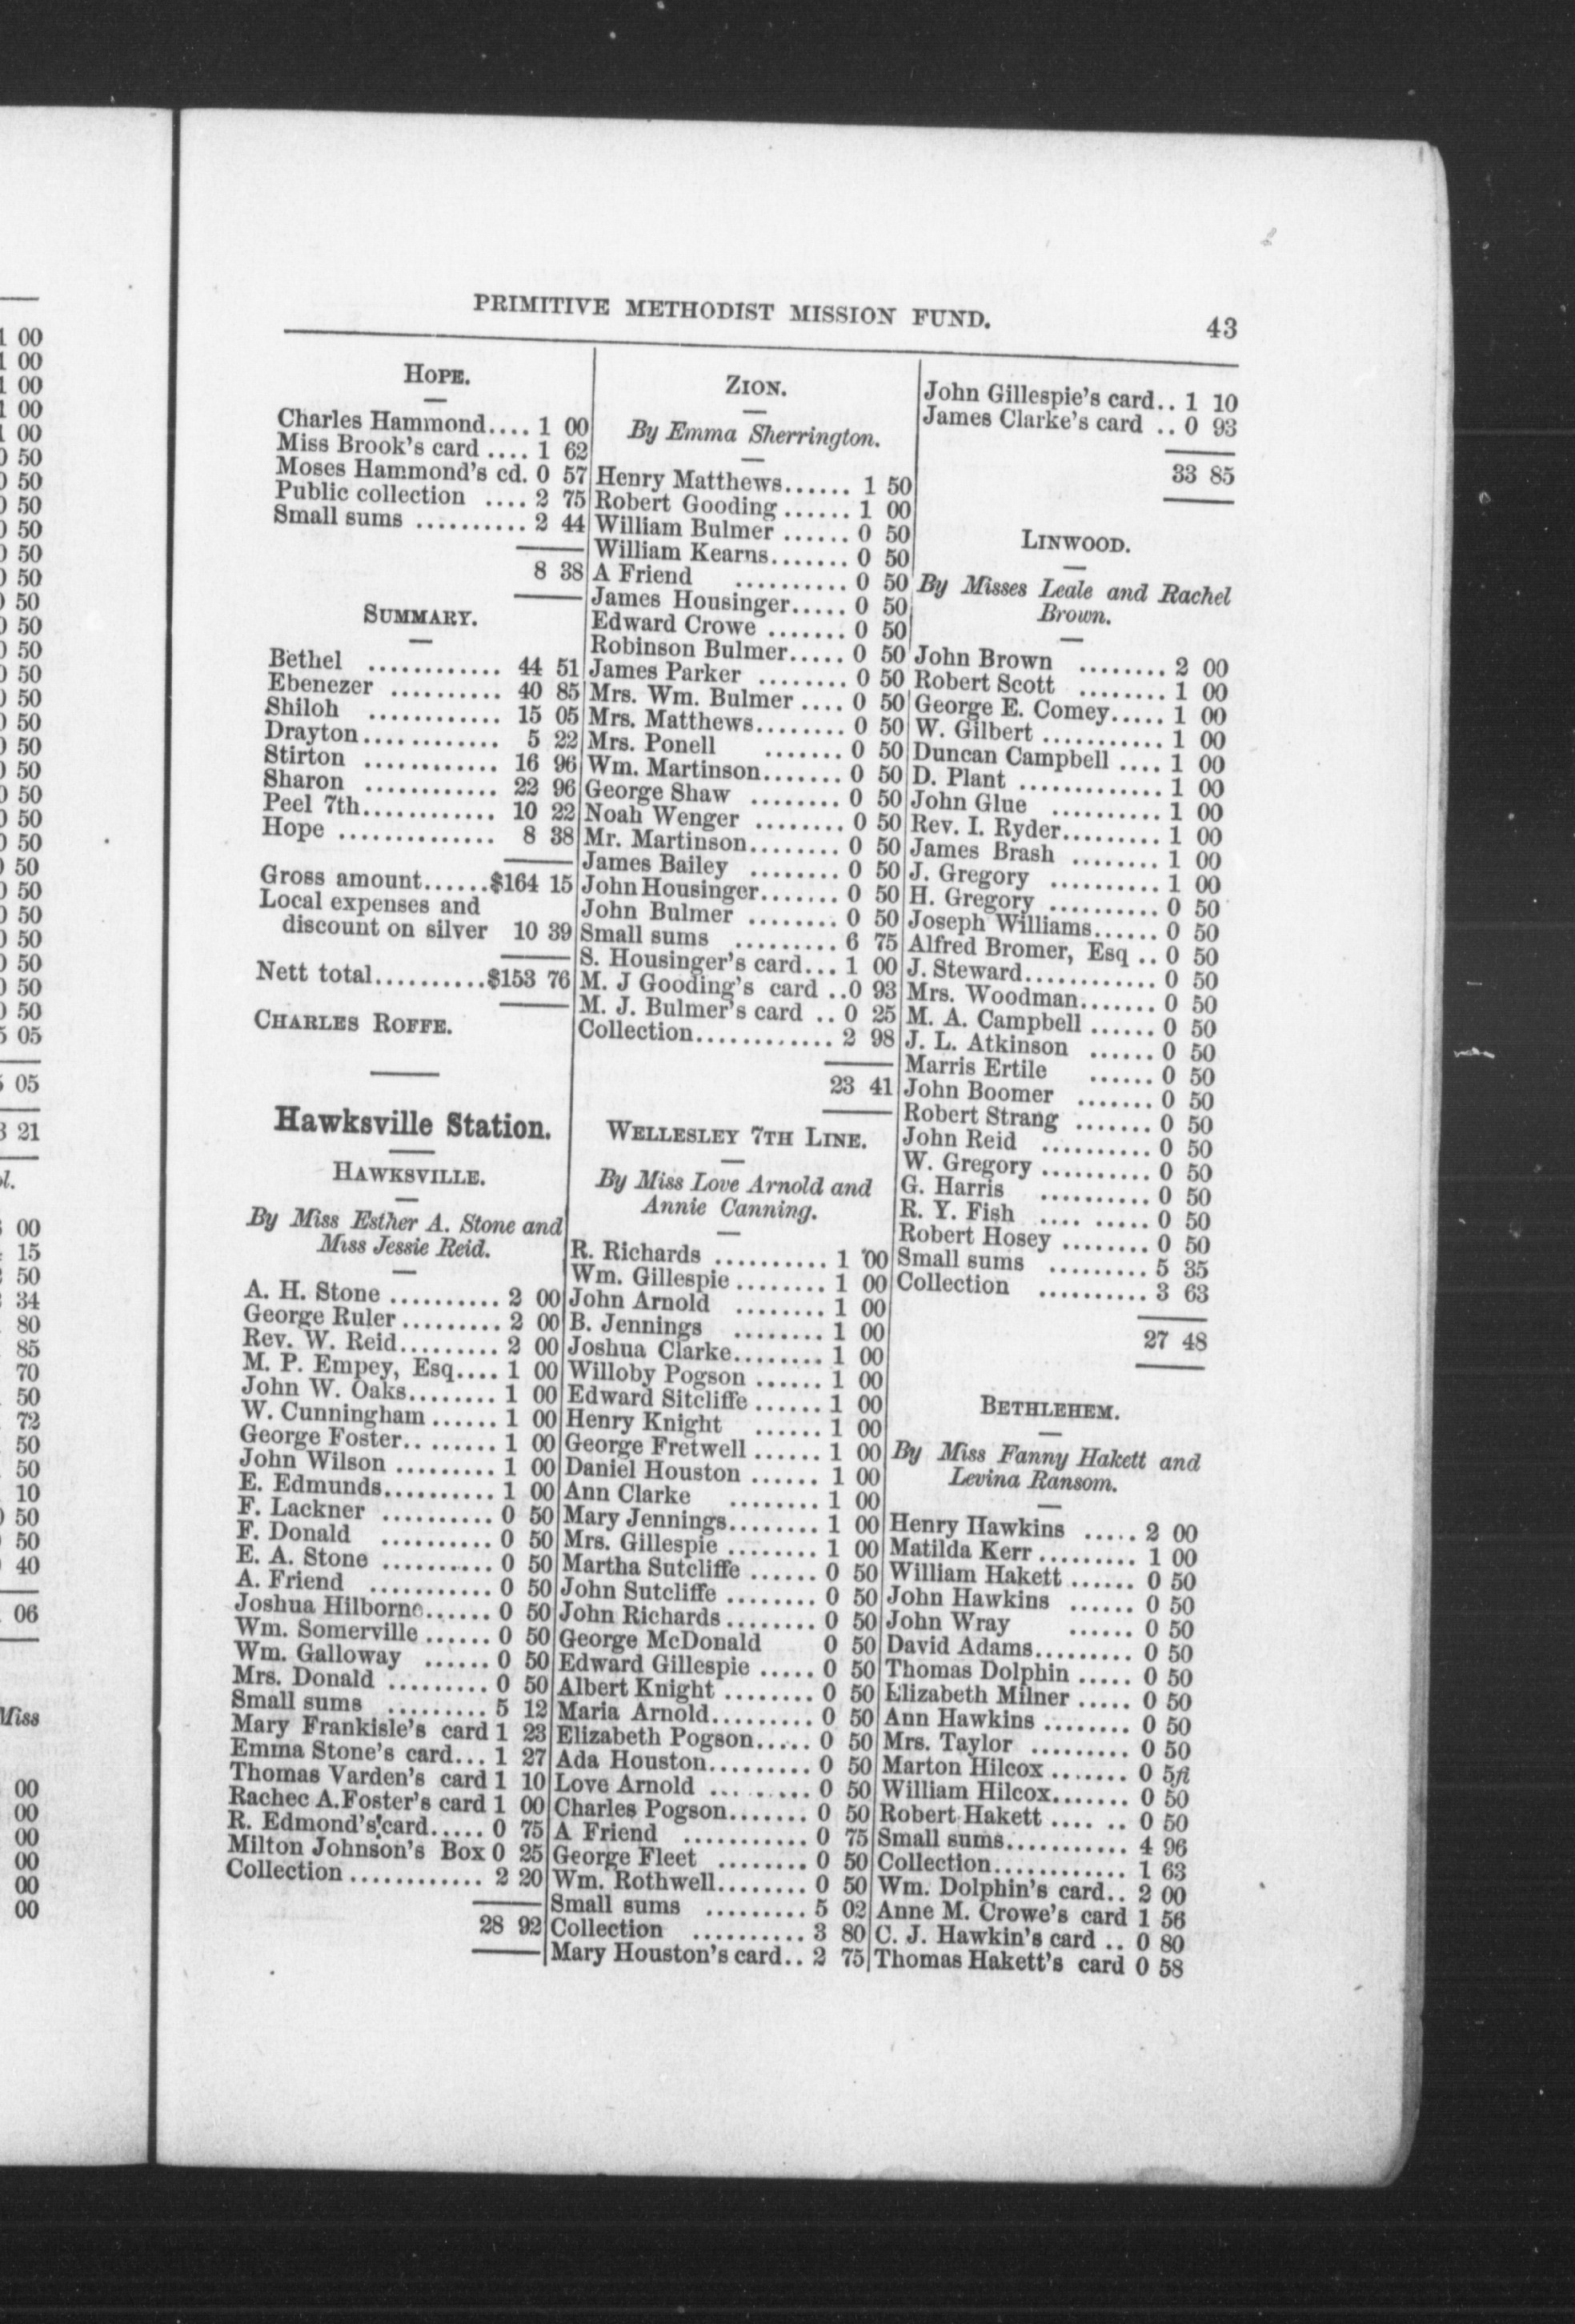 PRIMITIVE METHODIST MISSION FUND.
43
HOPE.
Charles Hammond.... 1 00
Miss Brook's card .... 1 62
Moses Hammond's cd. 0 57
Public collection .... 2 75
Small sums .......... 2 44
8 38
SUMMARY.
Bethel ............ 44 51
Ebenezer .......... 40 85
Shiloh ............ 15 05
Drayton............ 5 22
Stirton ............ 16 96
Sharon ............ 22 96
Peel 7th............ 10 22
Hope .............. 8 38
Gross amount......$164 15
Local expenses and
discount on silver 10 39
Nett total..........$153 76
CHARLES ROFFE.
Hawksville Station.
HAWKSVILLE.
By Miss Esther A. Stone and
Miss Jessie Reid.
A. H. Stone .......... 2 00
George Ruler ......... 2 00
Rev. W. Reid......... 2 00
M. P. Empey, Esq.... 1 00
John W. Oaks........ 1 00
W. Cunningham ...... 1 00
George Foster.. ...... 1 00
John Wilson ......... 1 00
E. Edmunds.......... 1 00
F. Lackner .......... 0 50
F. Donald .......... 0 50
E. A. Stone .......... 0 50
A. Friend ........... 0 50
Joshua Hilborne...... 0 50
Wm. Somerville ...... 0 50
Wm. Galloway ...... 0 50
Mrs. Donald ......... 0 50
Small sums ......... 5 12
Mary Frankisle's card 1 23
Emma Stone's card... 1 27
Thomas Varden's card 1 10
Rachec A.Foster's card 1 00
R. Edmond's card..... 0 75
Milton Johnson's Box 0 25
Collection ............ 2 20
28 92
ZION.
By Emma Sherrington.
Henry Matthews...... 1 50
Robert Gooding ...... 1 00
William Bulmer ...... 0 50
William Kearns....... 0 50
A Friend .......... 0 50
James Housinger..... 0 50
Edward Crowe ....... 0 50
Robinson Bulmer..... 0 50
James Parker ........ 0 50
Mrs. Wm. Bulmer .... 0 50
Mrs. Matthews........ 0 50
Mrs. Ponell ....... 0 50
Wm. Martinson....... 0 50
George Shaw ........ 0 50
Noah Wenger ........ 0 50
Mr. Martinson........ 0 50
James Bailey ........ 0 50
John Housinger....... 0 50
John Bulmer ........ 0 50
Small sums ......... 6 75
S. Housinger's card... 1 00
M. J Gooding's card ..0 93
M. J. Bulmer's card .. 0 25
Collection............ 2 98
23 41
WELLESLEY 7TH LINE.
By Miss Love Arnold and
Annie Canning.
R. Richards .......... 1 00
Wm. Gillespie ........ 1 00
John Arnold ........ 1 00
B. Jennings ........ 1 00
Joshua Clarke........ 1 00
Willoby Pogson ...... 1 00
Edward Sitcliffe ...... 1 00
Henry Knight ...... 1 00
George Fretwell ...... 1 00
Daniel Houston ...... 1 00
Ann Clarke ........ 1 00
Mary Jennings........ 1 00
Mrs. Gillespie ........ 1 00
Martha Sutcliffe ...... 0 50
John Sutcliffe ........ 0 50
John Richards ........ 0 50
George McDonald 0 50
Edward Gillespie ..... 0 50
Albert Knight ........ 0 50
Maria Arnold......... 0 50
Elizabeth Pogson..... 0 50
Ada Houston......... 0 50
Love Arnold ......... 0 50
Charles Pogson....... 0 50
A Friend ........... 0 75
George Fleet ........ 0 50
Wm. Rothwell........ 0 50
Small sums ......... 5 02
Collection .......... 3 80
Mary Houston's card.. 2 75
John Gillespie's card.. 1 10
James Clarke's card .. 0 93
33 85
LINWOOD.
By Misses Leale and Rachel
Brown.
John Brown ........ 2 00
Robert Scott ........ 1 00
George E. Comey..... 1 00
W. Gilbert ........... 1 00
Duncan Campbell .... 1 00
D. Plant ............. 1 00
John Glue .......... 1 00
Rev. I. Ryder......... 1 00
James Brash ........ 1 00
J. Gregory .......... 1 00
H. Gregory .......... 0 50
Joseph Williams...... 0 50
Alfred Bromer, Esq .. 0 50
J. Steward............ 0 50
Mrs. Woodman....... 0 50
M. A. Campbell ...... 0 50
J. L. Atkinson ...... 0 50
Marris Ertile ...... 0 50
John Boomer ....... 0 50
Robert Strang ....... 0 50
John Reid .......... 0 50
W. Gregory .......... 0 50
G. Harris .......... 0 50
R. Y. Fish .... ..... 0 50
Robert Hosey ........ 0 50
Small sums ......... 5 35
Collection .......... 3 63
27 48
BETHLEHEM.
By Miss Fanny Hakett and
Levina Ransom.
Henry Hawkins ..... 2 00
Matilda Kerr ......... 1 00
William Hakett ...... 0 50
John Hawkins ...... 0 50
John Wray ...... 0 50
David Adams......... 0 50
Thomas Dolphin ..... 0 50
Elizabeth Milner ..... 0 50
Ann Hawkins ........ 0 50
Mrs. Taylor ......... 0 50
Marton Hilcox ....... 0 5fl
William Hilcox....... 0 50
Robert Hakett .... .. 0 50
Small sums........... 4 96
Collection............ 1 63
Wm. Dolphin's card.. 2 00
Anne M. Crowe's card 1 56
C. J. Hawkin's card .. 0 80
Thomas Hakett's card 0 58